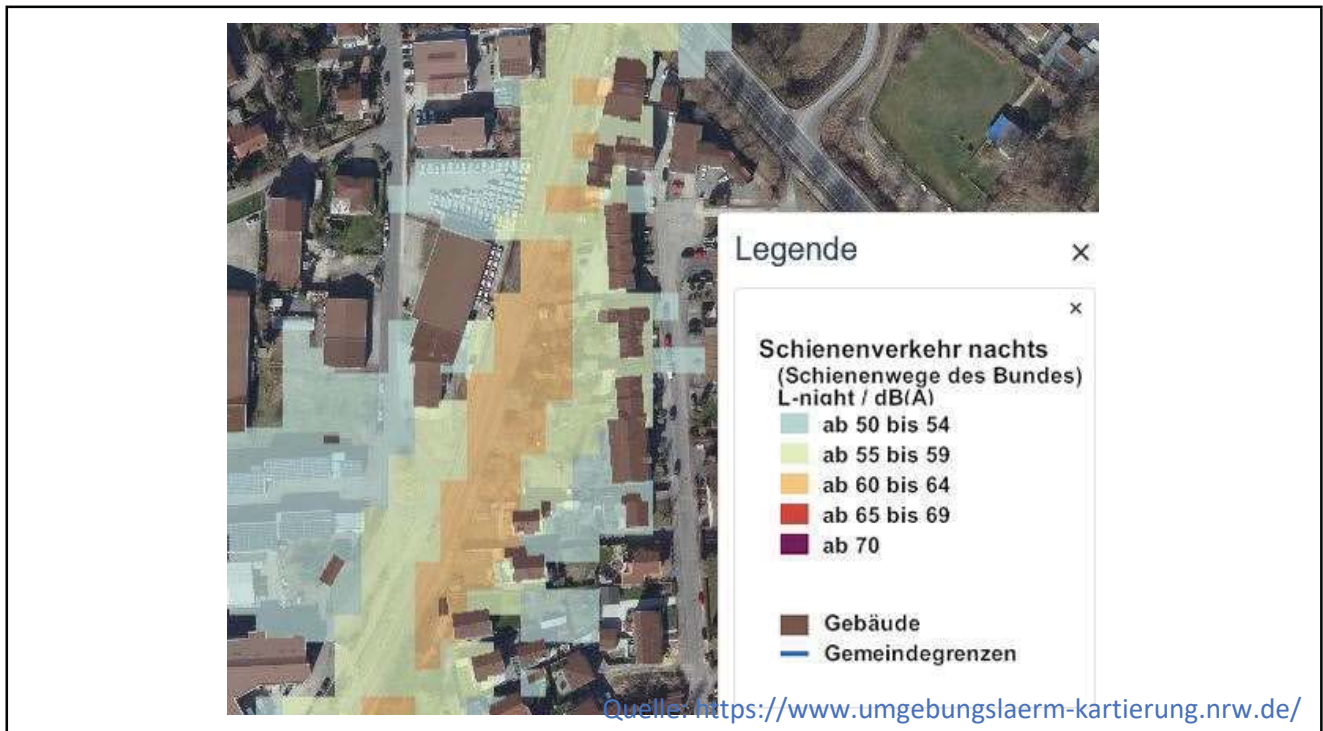 Legende
Schienenverkehr nachts
(Schienenwege des Bundes)
L-night / dB(A)
ab 50 bis 54
ab 55 bis 59
ab 60 bis 64
ab 65 bis 69
ab 70
Gebäude
Gemeindegrenzen
Quelle: https://www.umgebungslaerm-kartierung.nrw.de/